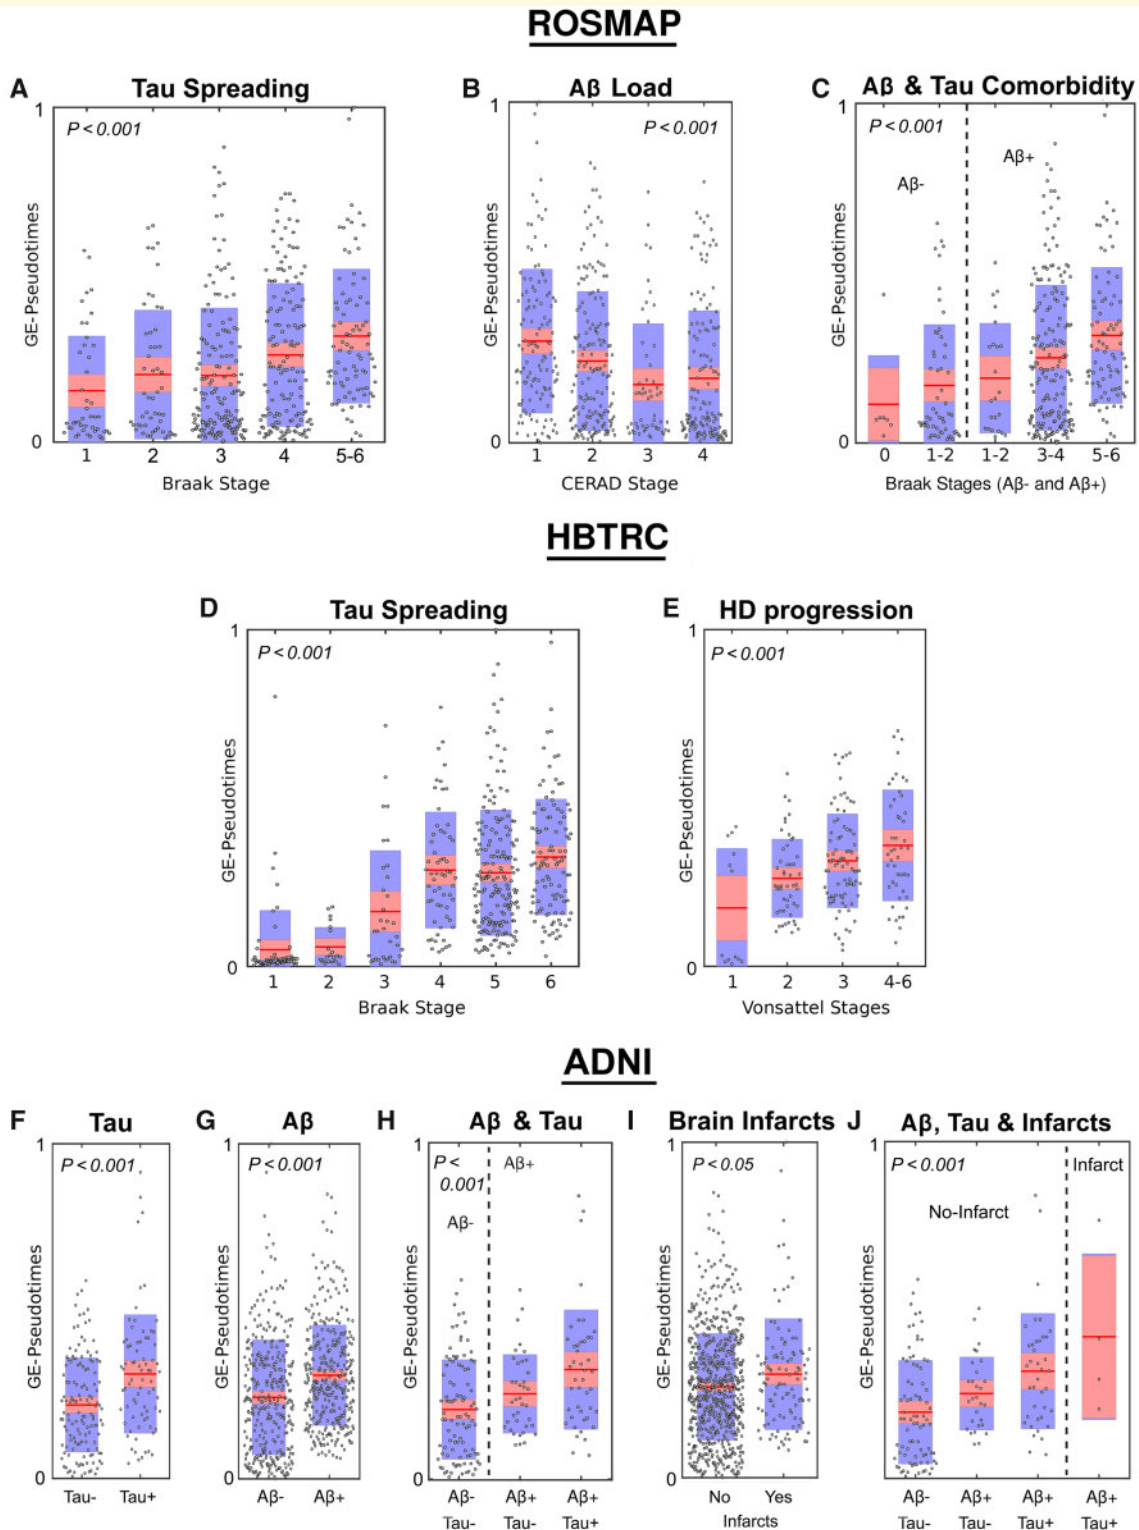 ROSMAP
A Tau Spreading
1
P < 0.001
GE-Pseudotimes
0
1 2 3 4 5-6
Braak Stage
B Aβ Load
1
P < 0.001
GE-Pseudotimes
0
1 2 3 4
CERAD Stage
C Aβ & Tau Comorbidity
1
P < 0.001
Aβ+
Aβ-
GE-Pseudotimes
0
0 1-2 1-2 3-4 5-6
Braak Stages (Aβ- and Aβ+)
HBTRC
D Tau Spreading
1
P < 0.001
GE-Pseudotimes
0
1 2 3 4 5 6
Braak Stage
E HD progression
1
P < 0.001
GE-Pseudotimes
0
1 2 3 4-6
Vonsattel Stages
ADNI
F Tau
1
P < 0.001
GE-Pseudotimes
0
Tau- Tau+
G Aβ
1
P < 0.001
GE-Pseudotimes
0
Aβ- Aβ+
H Aβ & Tau
1
P <
0.001
Aβ+
Aβ-
GE-Pseudotimes
0
Aβ- Aβ+ Aβ+
Tau- Tau- Tau+
I Brain Infarcts
1
P < 0.05
GE-Pseudotimes
0
No Yes
Infarcts
J Aβ, Tau & Infarcts
1
P < 0.001
Infarct
No-Infarct
GE-Pseudotimes
0
Aβ- Aβ+ Aβ+ Aβ+
Tau- Tau- Tau+ Tau+